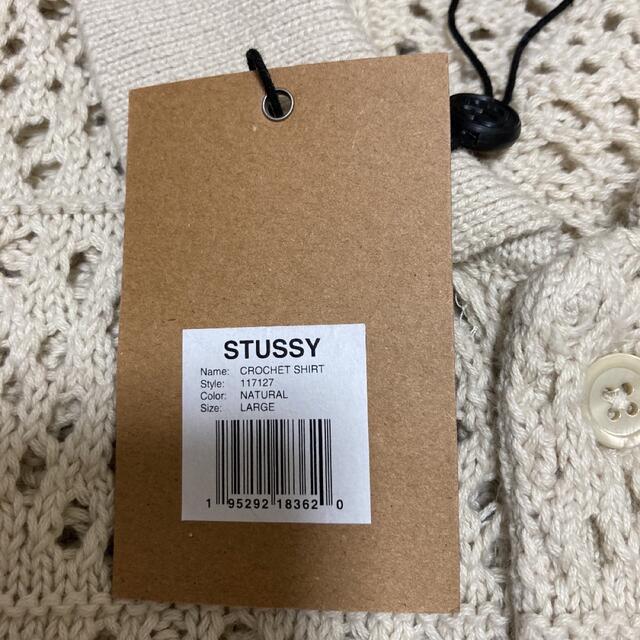 STUSSY
Name: CROCHET SHIRT
Style: 117127
Color: NATURAL
Size: LARGE
1 95292 18362 0